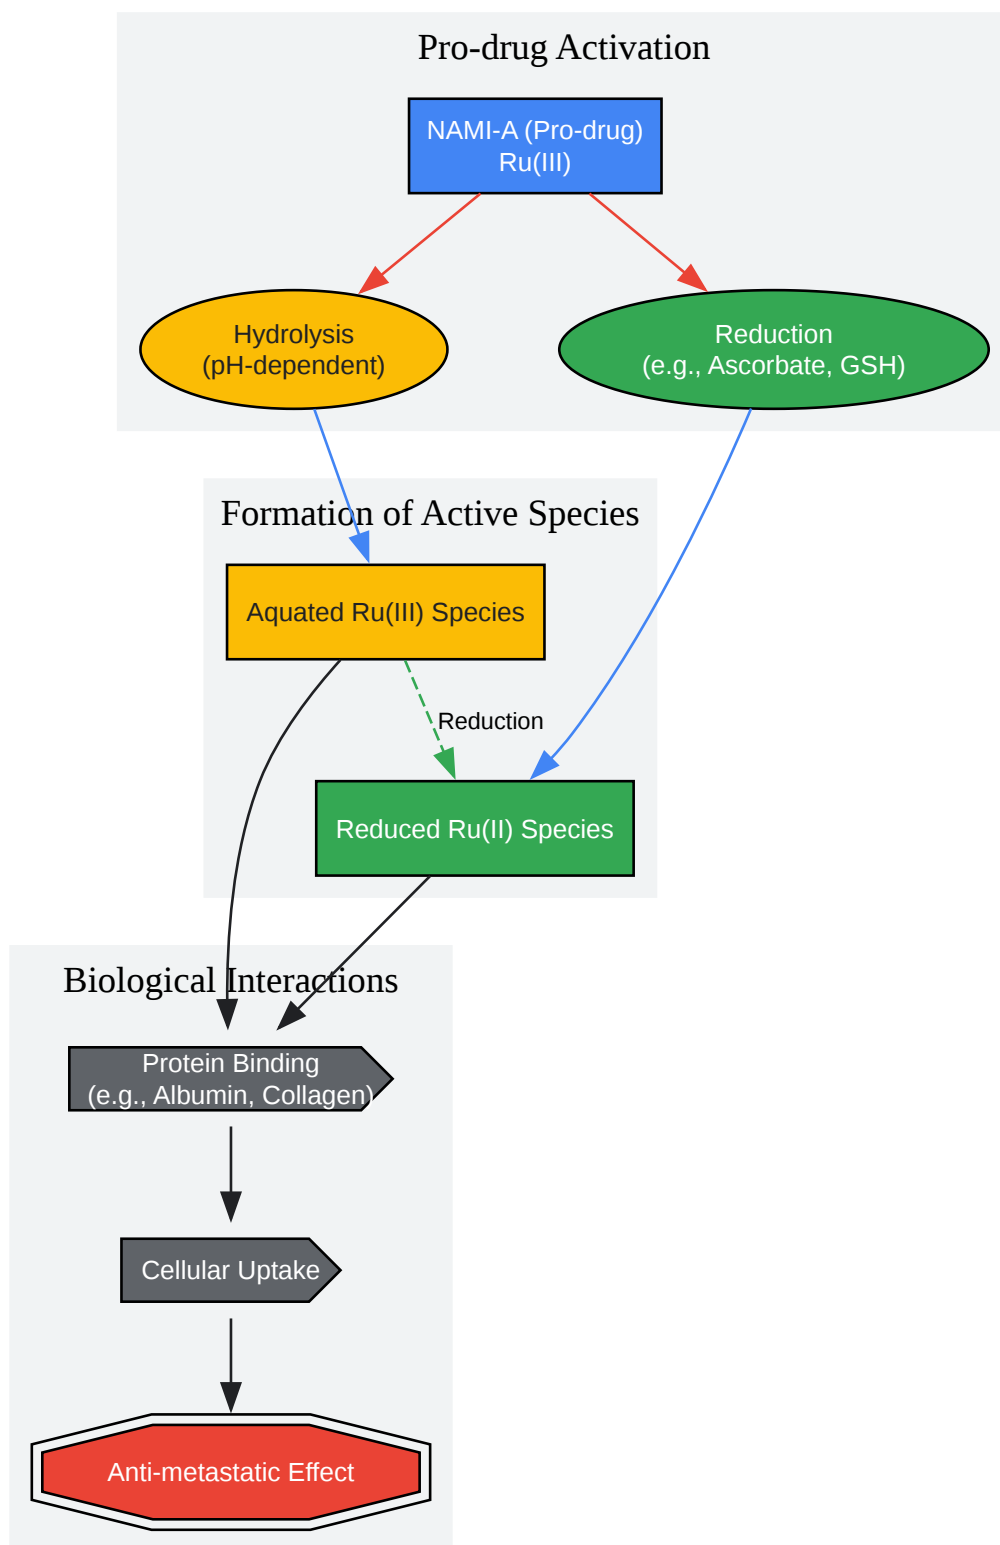 Pro-drug Activation
NAMI-A (Pro-drug)
Ru(III)
Hydrolysis
(pH-dependent)
Reduction
(e.g., Ascorbate, GSH)
Formation of Active Species
Aquated Ru(III) Species
Reduction
Reduced Ru(II) Species
Biological Interactions
Protein Binding
(e.g., Albumin, Collagen)
Cellular Uptake
Anti-metastatic Effect